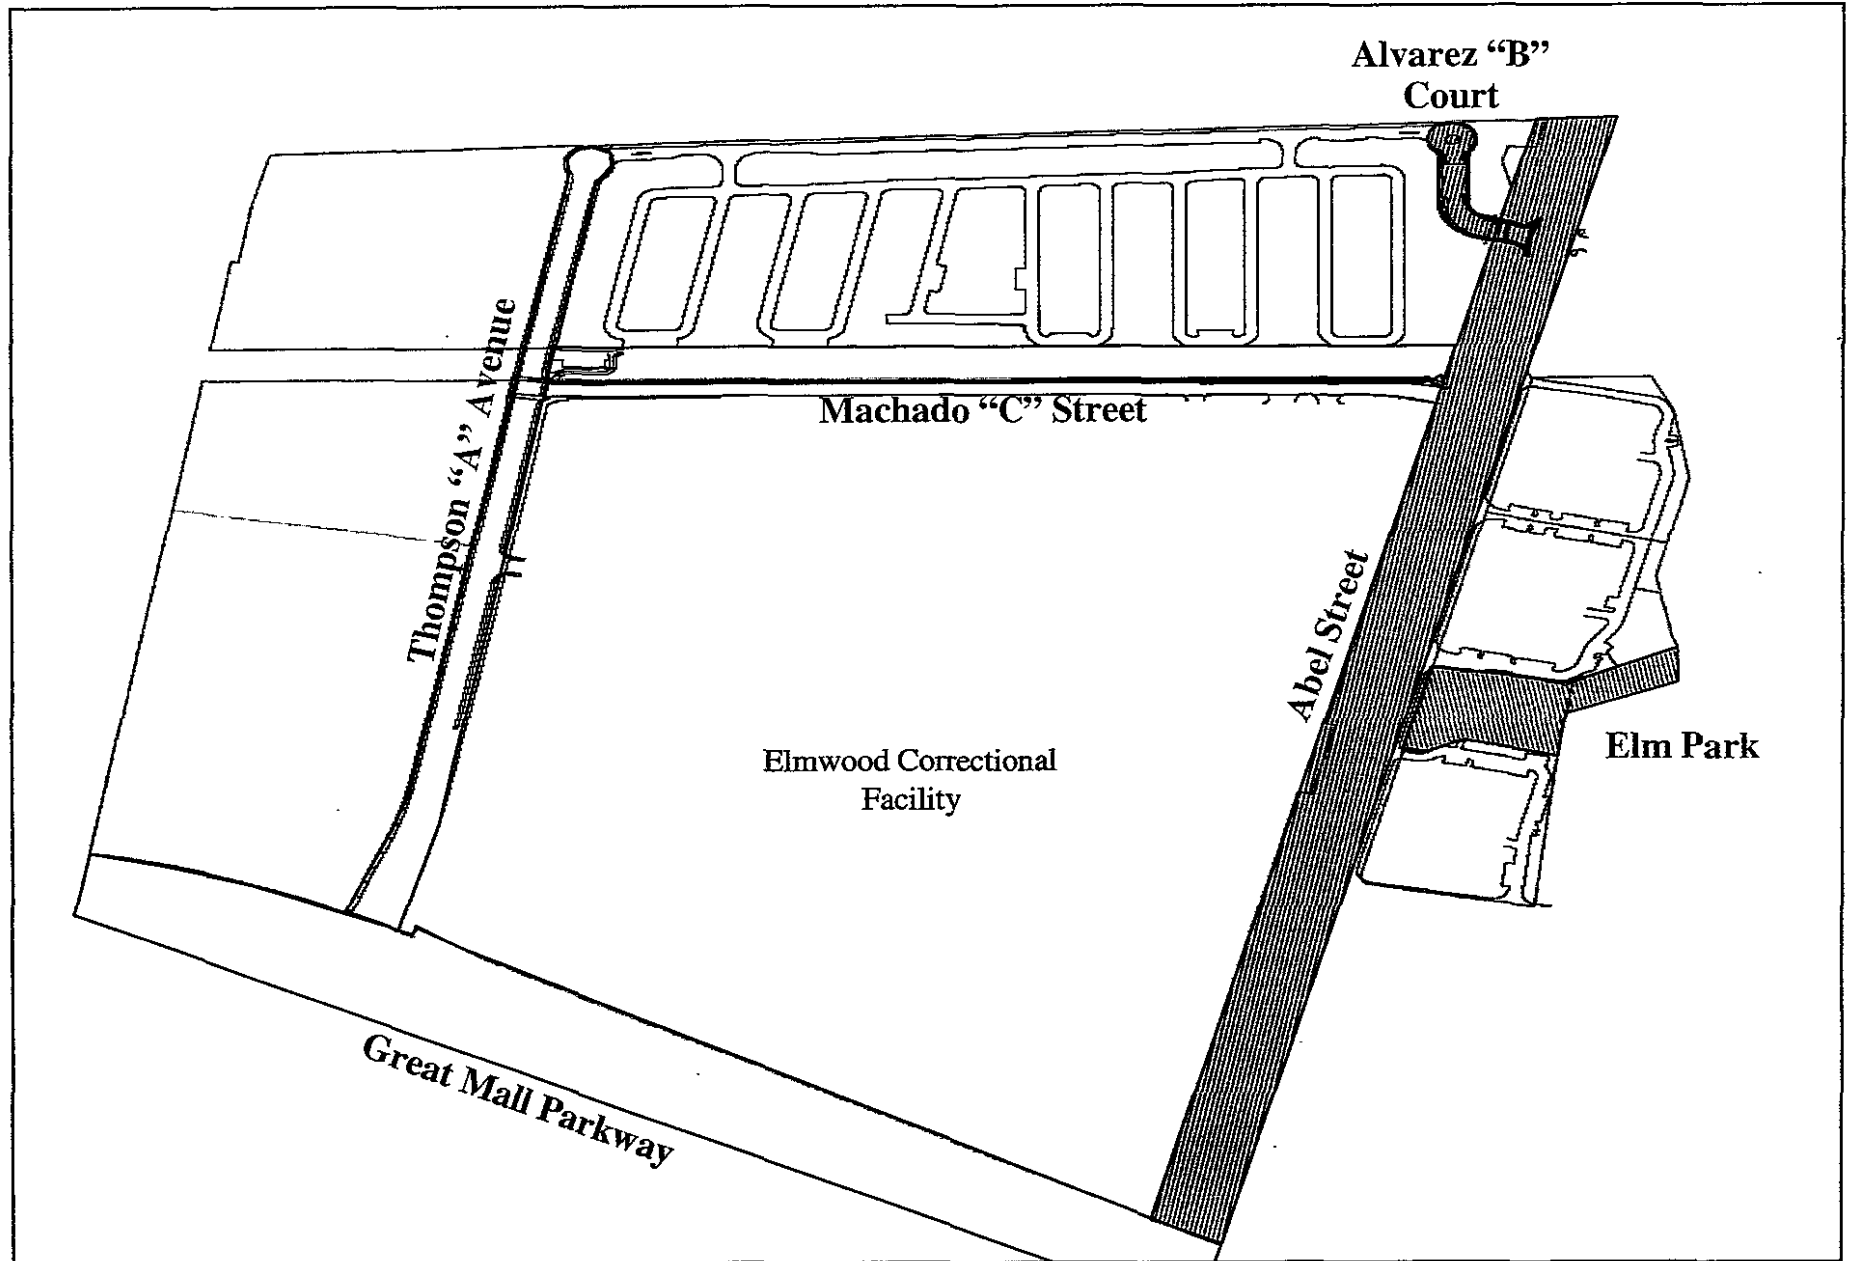 Alvarez “B”
Court
Thompson “A” Avenue
Machado “C” Street
Abel Street
Elmwood Correctional
Facility
Elm Park
Great Mall Parkway